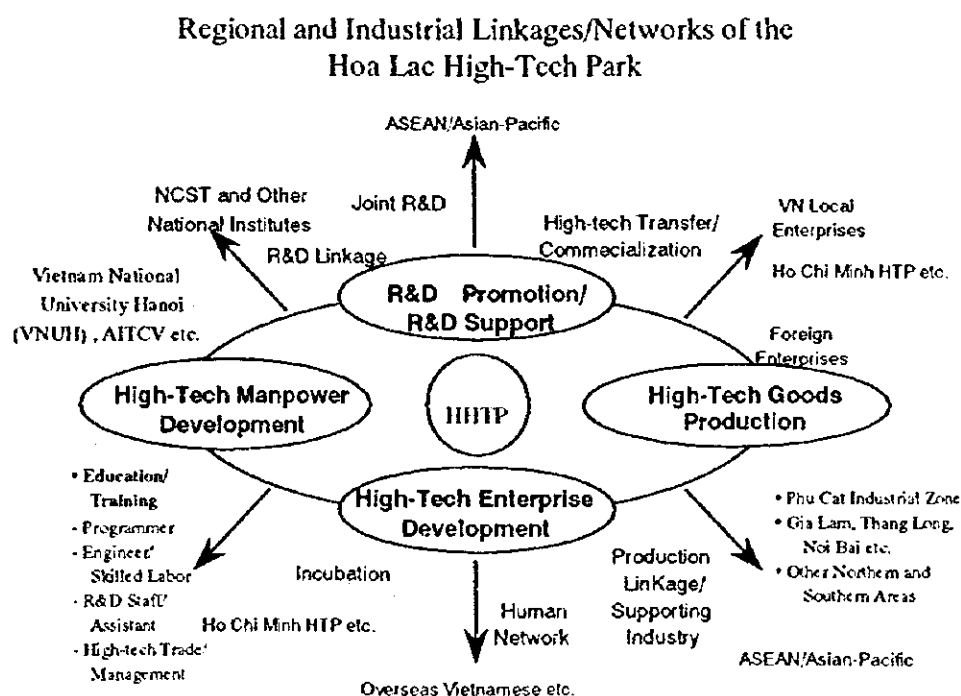 Regional and Industrial Linkages/Networks of the
Hoa Lac High-Tech Park
ASEAN/Asian-Pacific
NCST and Other
National Institutes
Joint R&D
High-tech Transfer/
Commecialization
VN Local
Enterprises
R&D Linkage
Ho Chi Minh HTP etc.
Vietnam National
University Hanoi
(VNUH) , AITCV etc.
R&D Promotion/
R&D Support
Foreign
Enterprises
High-Tech Manpower
Development
HHTP
High-Tech Goods
Production
High-Tech Enterprise
Development
• Education/
Training
- Programmer
- Engineer/
Skilled Labor
- R&D Staff/
Assistant
- High-tech Trade/
Management
Incubation
Ho Chi Minh HTP etc.
Human
Network
Production
LinKage/
Supporting
Industry
• Phu Cat Industrial Zone
• Gia Lam, Thang Long,
Noi Bai etc.
• Other Northern and
Southern Areas
ASEAN/Asian-Pacific
Overseas Vietnamese etc.